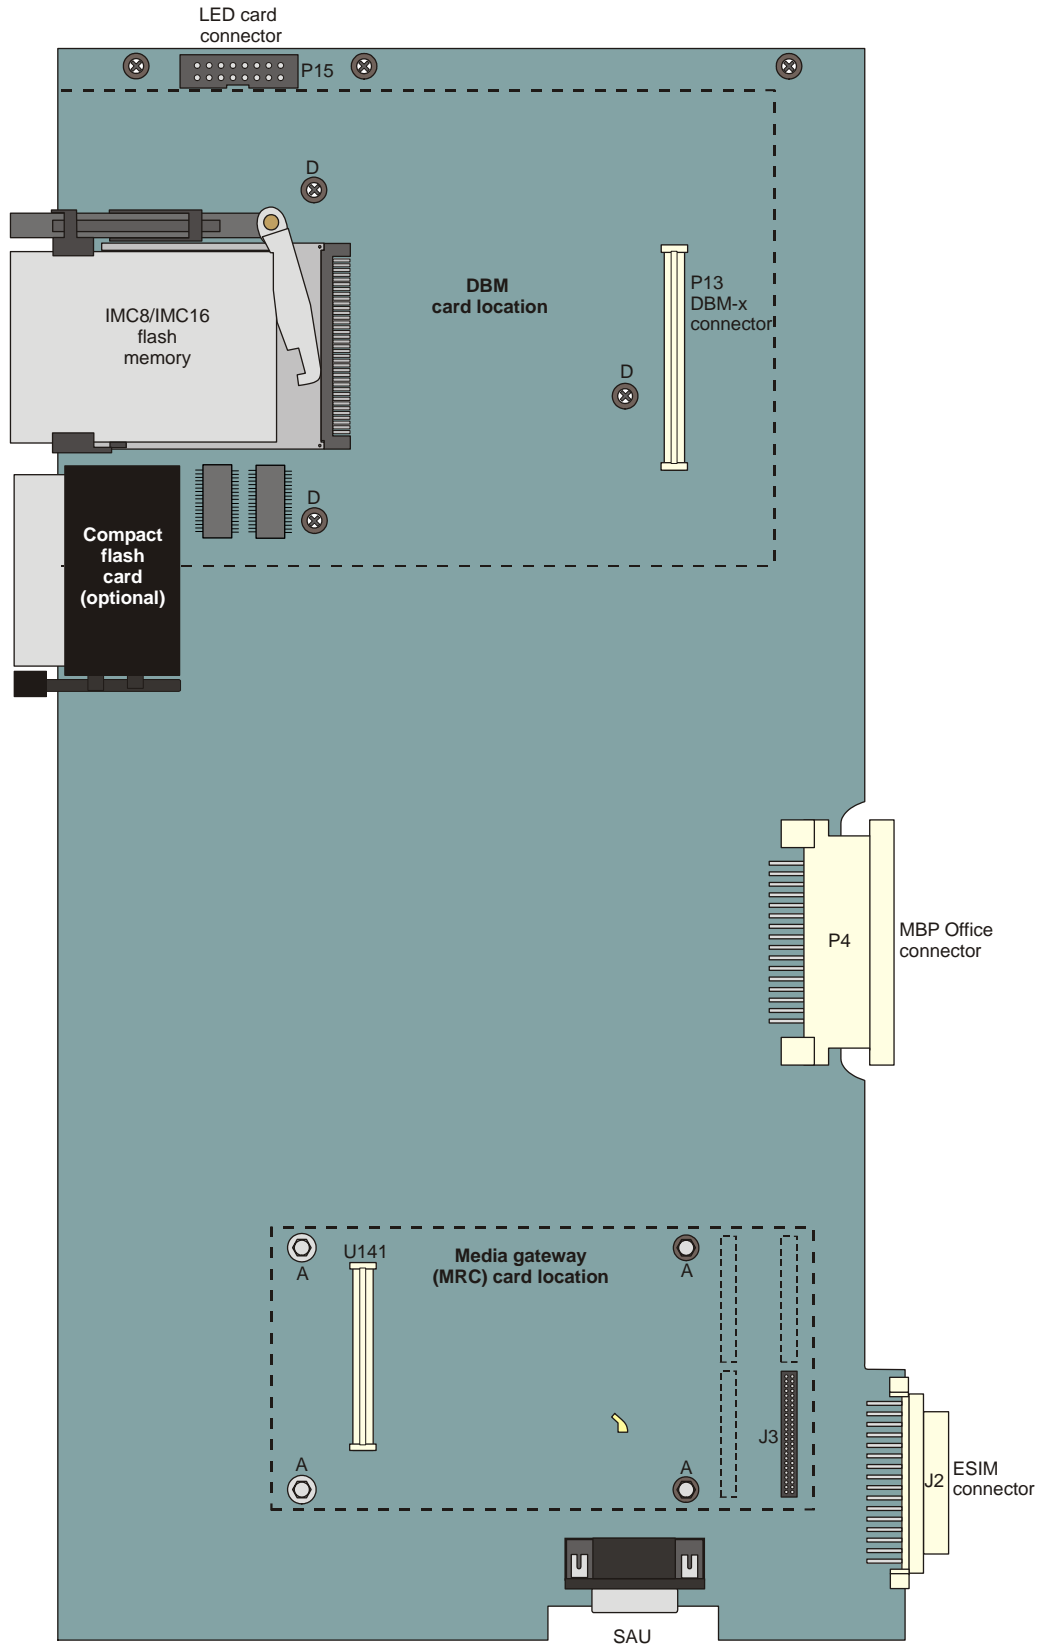 LED card
connector
P15
D
P13
DBM-x
connector
DBM
card location
IMC8/IMC16
flash
memory
D
D
Compact
flash
card
(optional)
P4
MBP Office
connector
U141
Media gateway
(MRC) card location
A
A
J3
A
A
J2
ESIM
connector
SAU